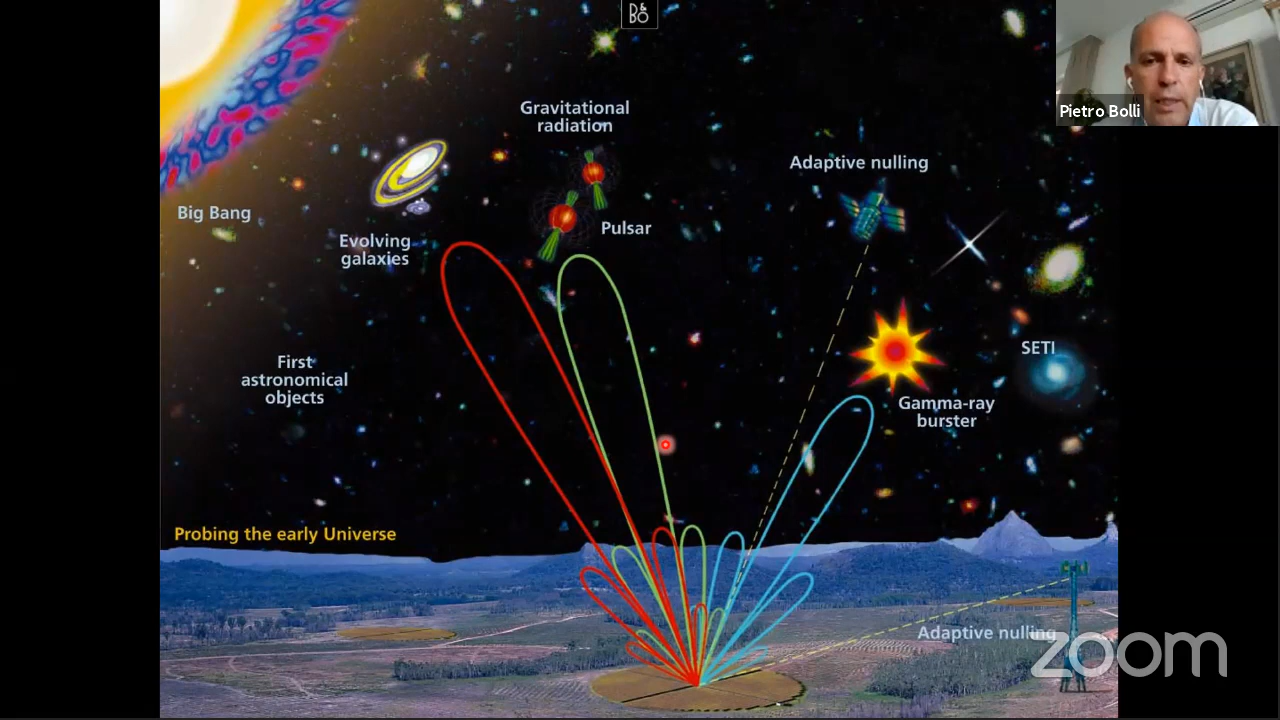 B&O
Pietro Bolli
Gravitational
radiation
Adaptive nulling
Big Bang
Evolving
galaxies
Pulsar
SETI
First
astronomical
objects
Gamma-ray
burster
Probing the early Universe
Adaptive nulling
zoom